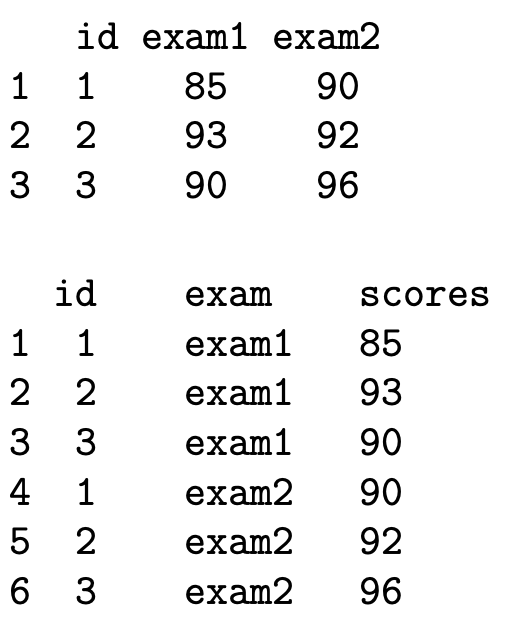 id exam1 exam2
1 1 85 90
2 2 93 92
3 3 90 96
id exam scores
1 1 exam1 85
2 2 exam1 93
3 3 exam1 90
4 1 exam2 90
5 2 exam2 92
6 3 exam2 96